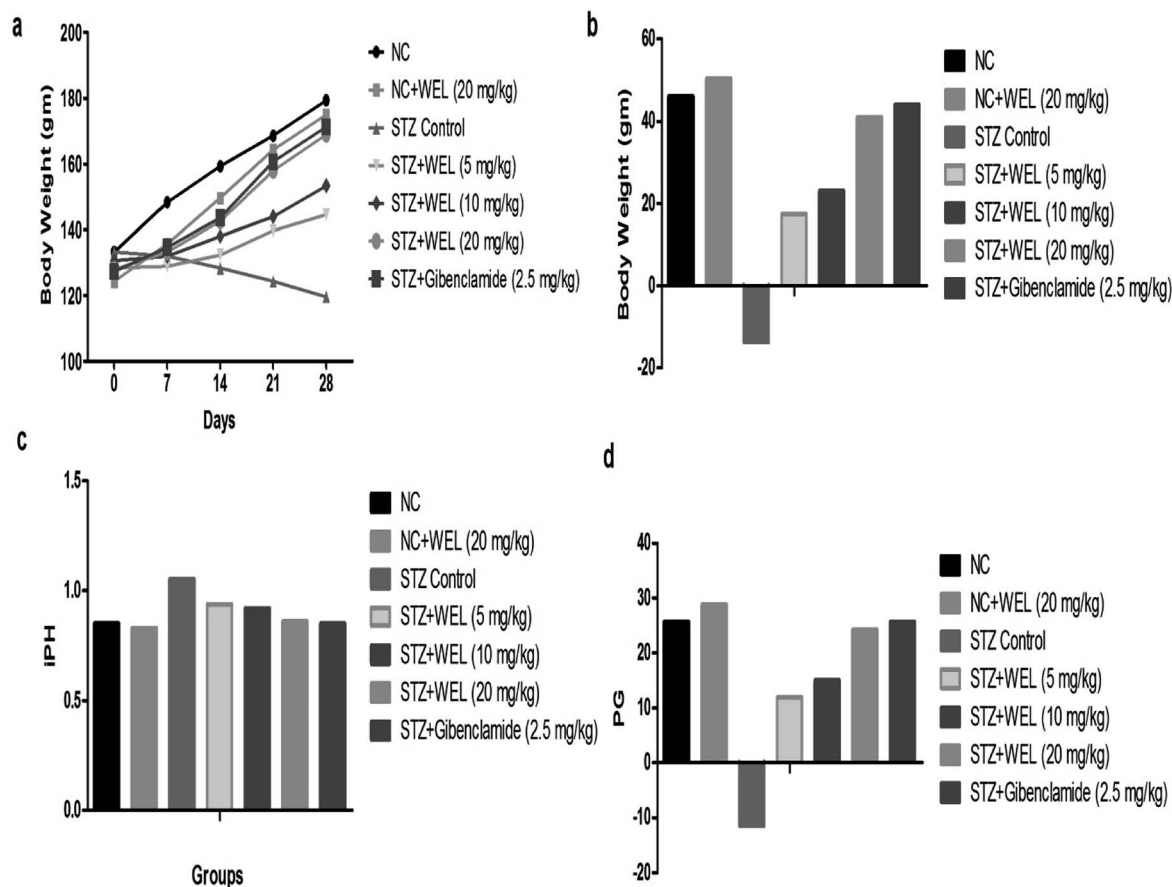 a
200
180
160
140
120
100
Body Weight (gm)
0 7 14 21 28
Days
NC
NC+WEL (20 mg/kg)
STZ Control
STZ+WEL (5 mg/kg)
STZ+WEL (10 mg/kg)
STZ+WEL (20 mg/kg)
STZ+Gibenclamide (2.5 mg/kg)
b
60
40
20
0
-20
Body Weight (gm)
NC
NC+WEL (20 mg/kg)
STZ Control
STZ+WEL (5 mg/kg)
STZ+WEL (10 mg/kg)
STZ+WEL (20 mg/kg)
STZ+Gibenclamide (2.5 mg/kg)
c
1.5
1.0
0.5
0.0
iPH
Groups
NC
NC+WEL (20 mg/kg)
STZ Control
STZ+WEL (5 mg/kg)
STZ+WEL (10 mg/kg)
STZ+WEL (20 mg/kg)
STZ+Gibenclamide (2.5 mg/kg)
d
40
30
20
10
0
-10
-20
PG
NC
NC+WEL (20 mg/kg)
STZ Control
STZ+WEL (5 mg/kg)
STZ+WEL (10 mg/kg)
STZ+WEL (20 mg/kg)
STZ+Gibenclamide (2.5 mg/kg)